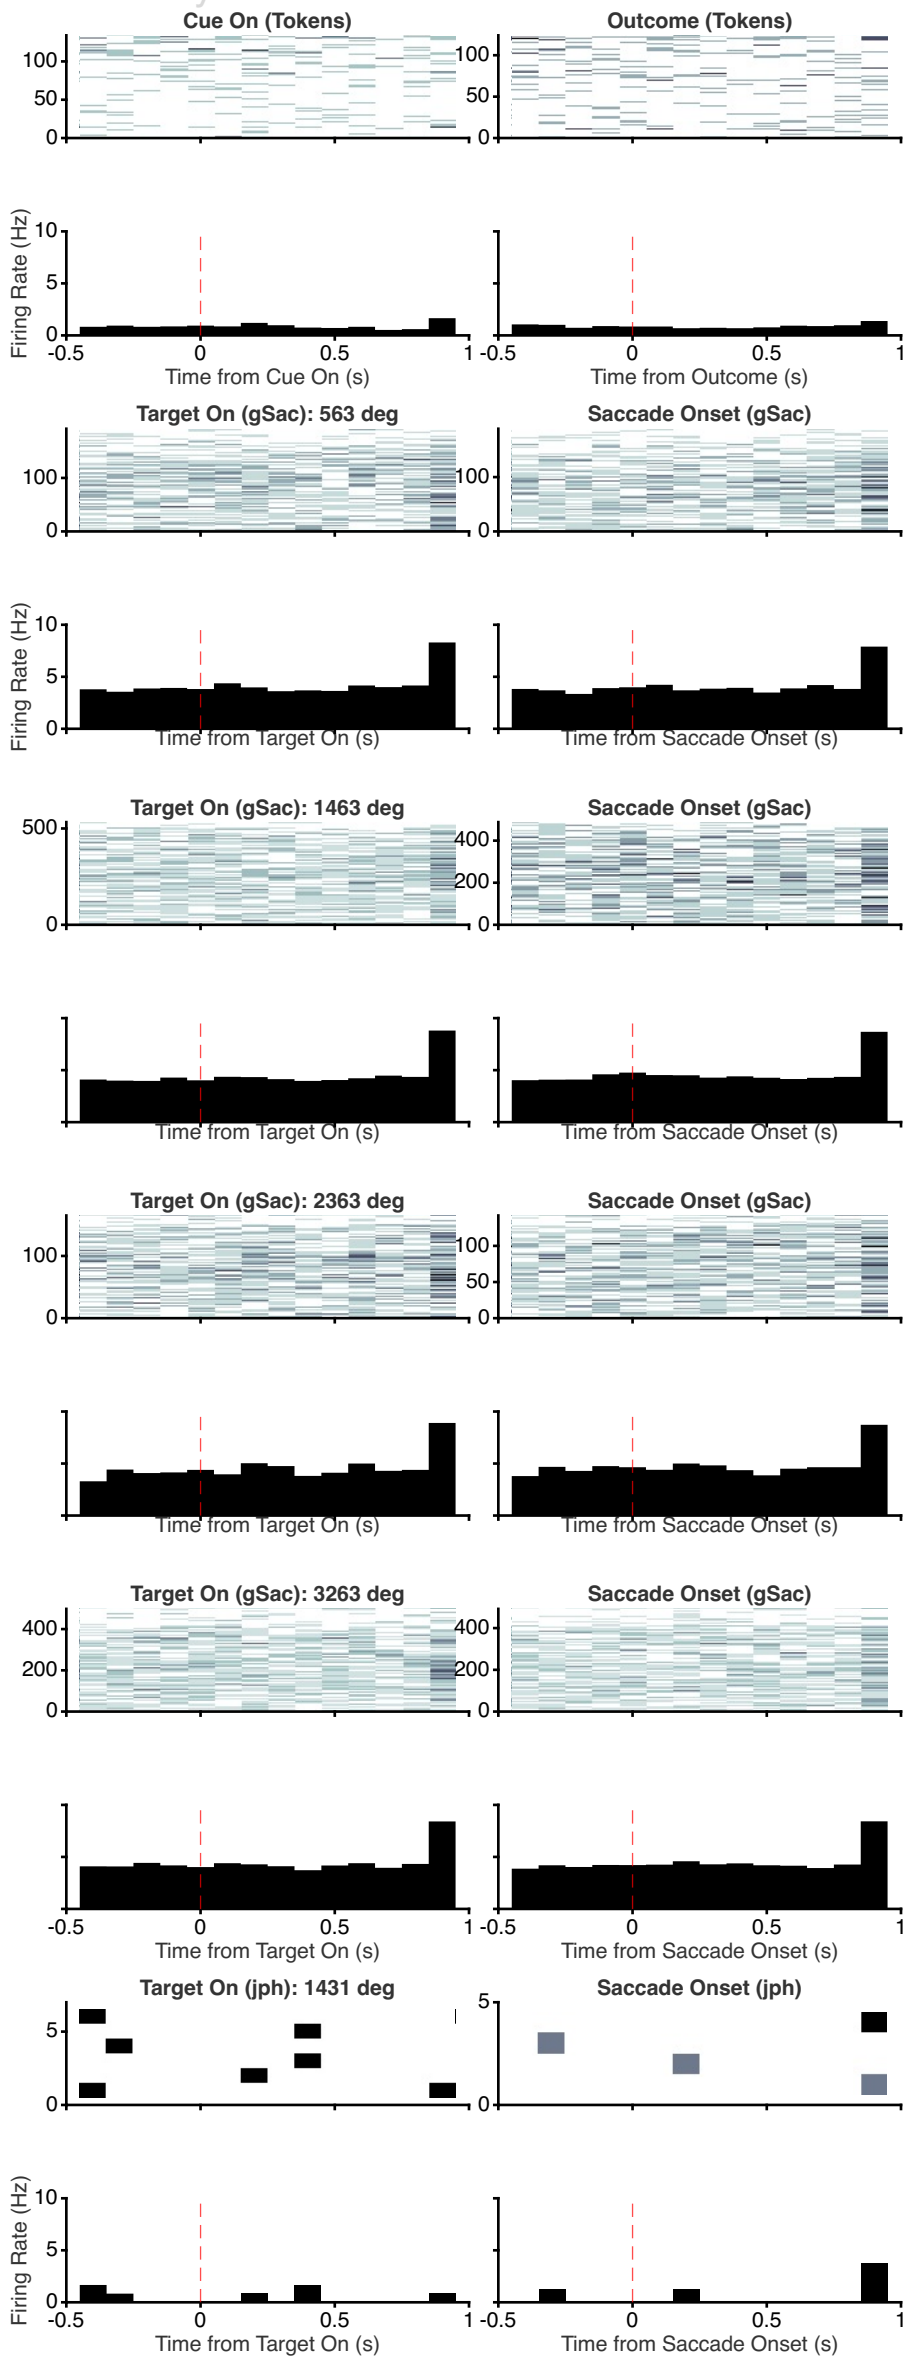 Cue On (Tokens) Outcome (Tokens)
100 100
50 50
0 0
Firing Rate (Hz)
10
5
0
-0.5 0 0.5 1 -0.5 0 0.5 1
Time from Cue On (s) Time from Outcome (s)
Target On (gSac): 563 deg Saccade Onset (gSac)
100 100
0 0
Firing Rate (Hz)
10
5
0
Time from Target On (s) Time from Saccade Onset (s)
Target On (gSac): 1463 deg Saccade Onset (gSac)
500 400
200
0 0
Time from Target On (s) Time from Saccade Onset (s)
Target On (gSac): 2363 deg Saccade Onset (gSac)
100 100
50
0 0
Time from Target On (s) Time from Saccade Onset (s)
Target On (gSac): 3263 deg Saccade Onset (gSac)
400 400
200 200
0 0
-0.5 0 0.5 1 -0.5 0 0.5 1
Time from Target On (s) Time from Saccade Onset (s)
Target On (jph): 1431 deg Saccade Onset (jph)
5 5
0 0
Firing Rate (Hz)
10
5
0
-0.5 0 0.5 1 -0.5 0 0.5 1
Time from Target On (s) Time from Saccade Onset (s)